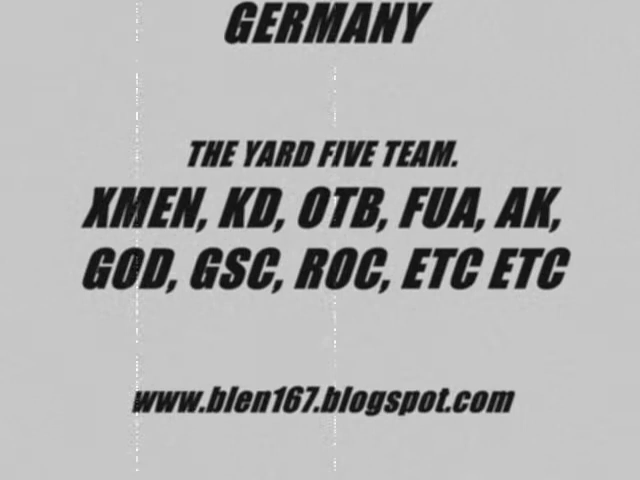 GERMANY
THE YARD FIVE TEAM.
XMEN, KD, OTB, FUA, AK,
GOD, GSC, ROC, ETC ETC
www.blen167.blogspot.com